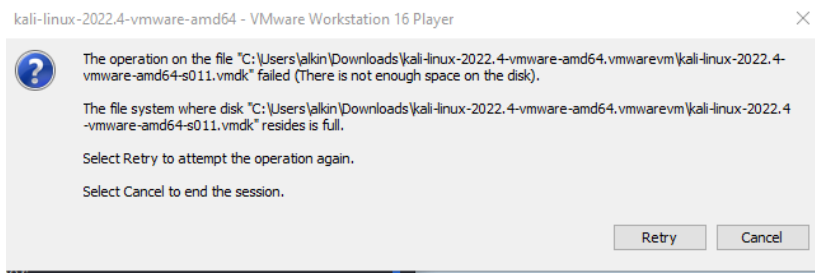 kali-linux-2022.4-vmware-amd64 - VMware Workstation 16 Player
The operation on the file "C:\Users\alkin\Downloads\kali-linux-2022.4-vmware-amd64.vmwarevm\kali-linux-2022.4-
vmware-amd64-s011.vmdk" failed (There is not enough space on the disk).
The file system where disk "C:\Users\alkin\Downloads\kali-linux-2022.4-vmware-amd64.vmwarevm\kali-linux-2022.4
-vmware-amd64-s011.vmdk" resides is full.
Select Retry to attempt the operation again.
Select Cancel to end the session.
Retry Cancel